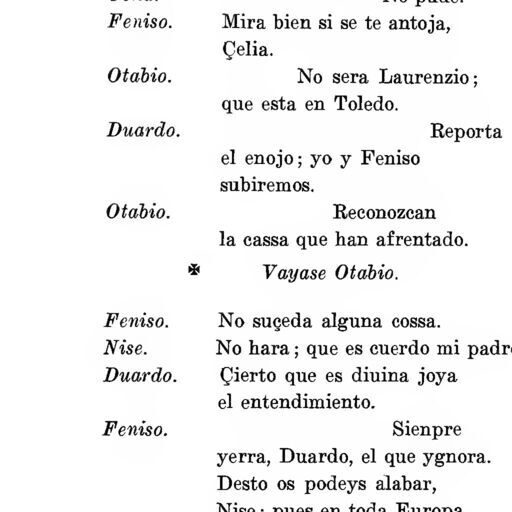 No pude.
Feniso. Mira bien si se te antoja,
Çelia.
Otabio. No sera Laurenzio;
que esta en Toledo.
Duardo. Reporta
el enojo; yo y Feniso
subiremos.
Otabio. Reconozcan
la cassa que han afrentado.
✠ Vayase Otabio.
Feniso. No suçeda alguna cossa.
Nise. No hara; que es cuerdo mi padr
Duardo. Çierto que es diuina joya
el entendimiento.
Feniso. Sienpre
yerra, Duardo, el que ygnora.
Desto os podeys alabar,
Nise; pues en toda Europa